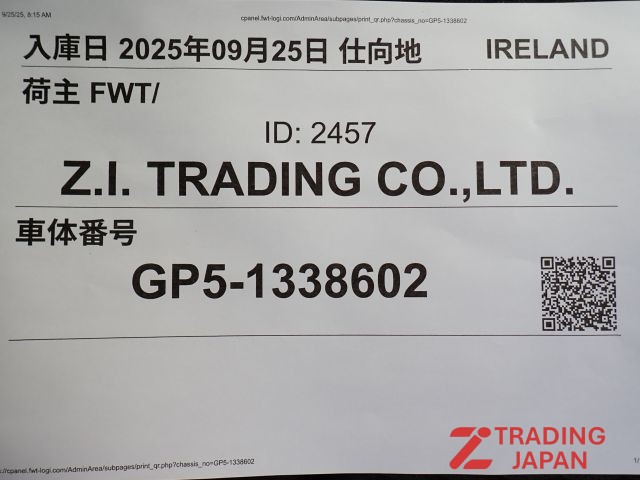 9/25/25, 8:15 AM
cpanel.fwt-logi.com/AdminArea/subpages/print_qr.php?chassis_no=GP5-1338602
入庫日 2025年09月25日 仕向地 IRELAND
荷主 FWT/
ID: 2457
Z.I. TRADING CO.,LTD.
車体番号
GP5-1338602
TRADING
JAPAN
cpanel.fwt-logi.com/AdminArea/subpages/print_qr.php?chassis_no=GP5-1338602
1/